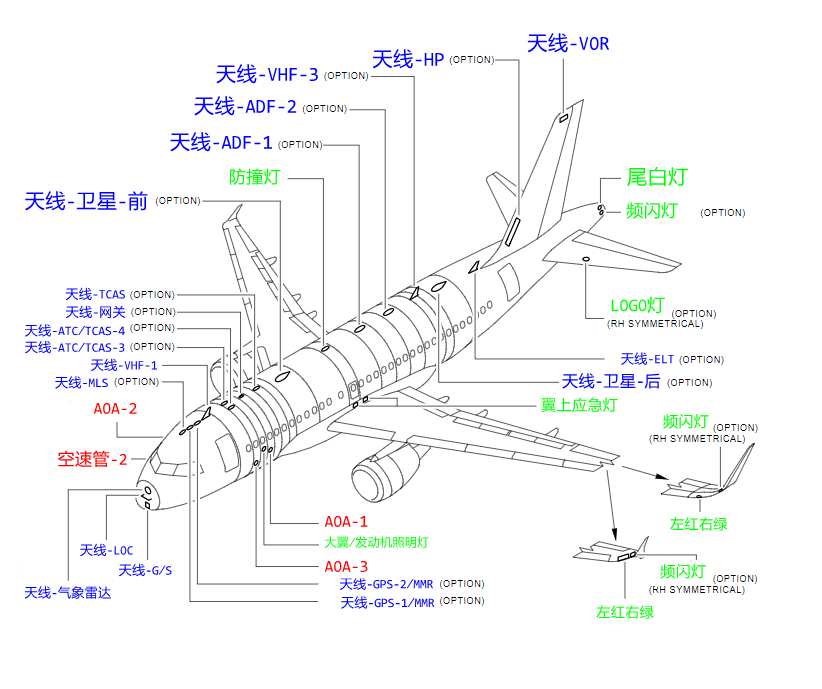 天线-VOR
天线-HP (OPTION)
天线-VHF-3 (OPTION)
天线-ADF-2 (OPTION)
天线-ADF-1 (OPTION)
防撞灯
尾白灯
天线-卫星-前 (OPTION)
频闪灯 (OPTION)
天线-TCAS (OPTION)
LOGO灯 (OPTION)
(RH SYMMETRICAL)
天线-网关 (OPTION)
天线-ATC/TCAS-4 (OPTION)
天线-ATC/TCAS-3 (OPTION)
天线-ELT (OPTION)
天线-VHF-1
天线-MLS (OPTION)
天线-卫星-后 (OPTION)
AOA-2
翼上应急灯
频闪灯 (OPTION)
(RH SYMMETRICAL)
空速管-2
AOA-1
左红右绿
大翼/发动机照明灯
天线-LOC
AOA-3
天线-G/S
频闪灯 (OPTION)
(RH SYMMETRICAL)
天线-GPS-2/MMR (OPTION)
天线-气象雷达
天线-GPS-1/MMR (OPTION)
左红右绿